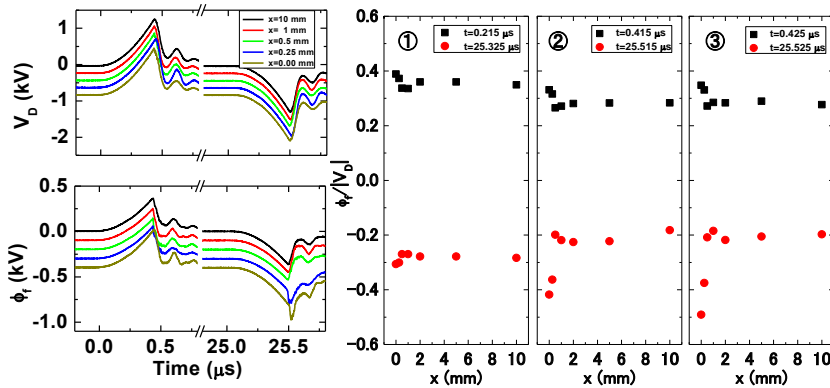 x=10 mm
x= 1 mm
x=0.5 mm
x=0.25 mm
x=0.00 mm
1
0
-1
-2
V_D (kV)
0.5
0.0
-0.5
-1.0
ϕ_f (kV)
0.0 0.5 25.0 25.5
Time (μs)
① t=0.215 μs
t=25.325 μs
② t=0.415 μs
t=25.515 μs
③ t=0.425 μs
t=25.525 μs
0.6
0.4
0.2
-0.2
-0.4
-0.6
ϕ_f/|V_D|
0 2 4 6 8 10 0 2 4 6 8 10 0 2 4 6 8 10
x (mm) x (mm) x (mm)